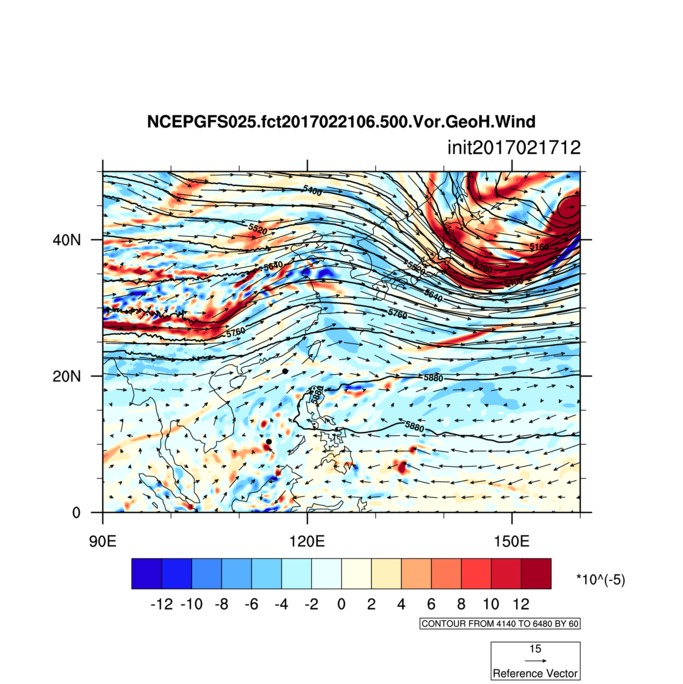 NCEPGFS025.fct2017022106.500.Vor.GeoH.Wind
init2017021712
5400
5520
5640
5760
5160
5640
5760
5880
5880
5880
40N
20N
0
90E 120E 150E
-12 -10 -8 -6 -4 -2 0 2 4 6 8 10 12
*10^(-5)
CONTOUR FROM 4140 TO 6480 BY 60
15
Reference Vector